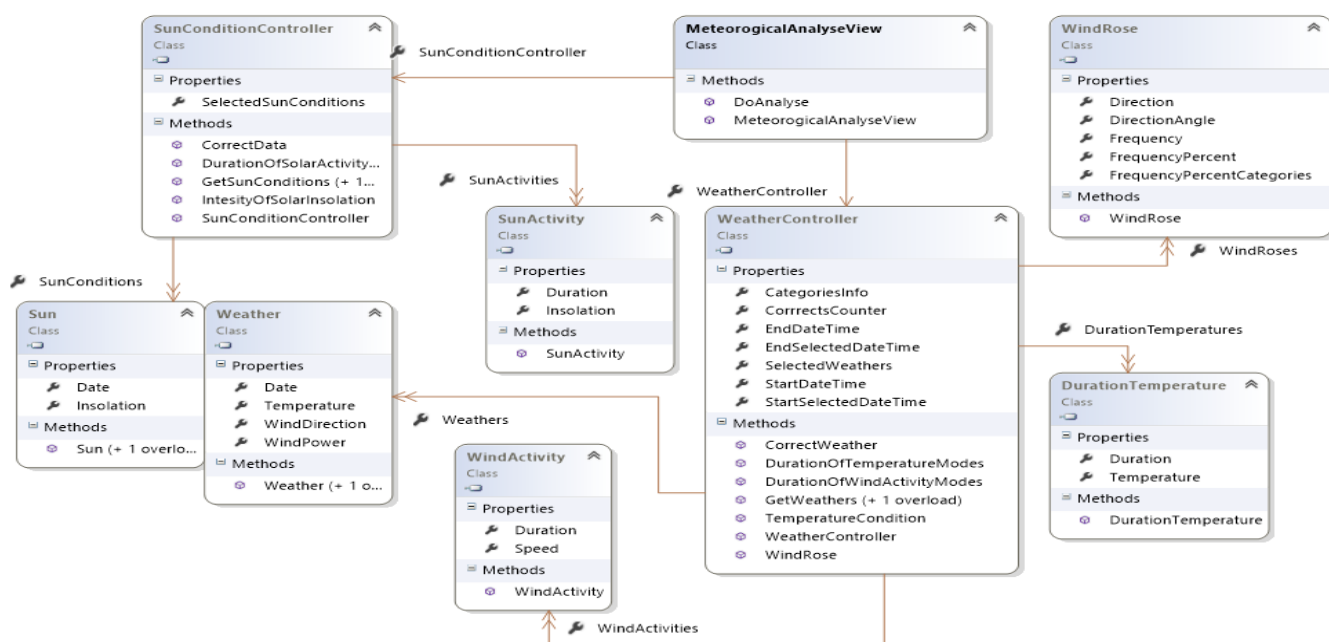 SunConditionController
Class
Properties
SelectedSunConditions
Methods
CorrectData
DurationOfSolarActivity...
GetSunConditions (+ 1...
IntesityOfSolarInsolation
SunConditionController
SunConditionController
MeteorogicalAnalyseView
Class
Methods
DoAnalyse
MeteorogicalAnalyseView
WindRose
Class
Properties
Direction
DirectionAngle
Frequency
FrequencyPercent
FrequencyPercentCategories
Methods
WindRose
SunActivities
WeatherController
WindRoses
SunConditions
SunActivity
Class
Properties
Duration
Insolation
Methods
SunActivity
WeatherController
Class
Properties
CategoriesInfo
CorrrectsCounter
EndDateTime
EndSelectedDateTime
SelectedWeathers
StartDateTime
StartSelectedDateTime
Methods
CorrectWeather
DurationOfTemperatureModes
DurationOfWindActivityModes
GetWeathers (+ 1 overload)
TemperatureCondition
WeatherController
WindRose
DurationTemperatures
Sun
Class
Properties
Date
Insolation
Methods
Sun (+ 1 overlo...
Weather
Class
Properties
Date
Temperature
WindDirection
WindPower
Methods
Weather (+ 1 o...
Weathers
DurationTemperature
Class
Properties
Duration
Temperature
Methods
DurationTemperature
WindActivity
Class
Properties
Duration
Speed
Methods
WindActivity
WindActivities